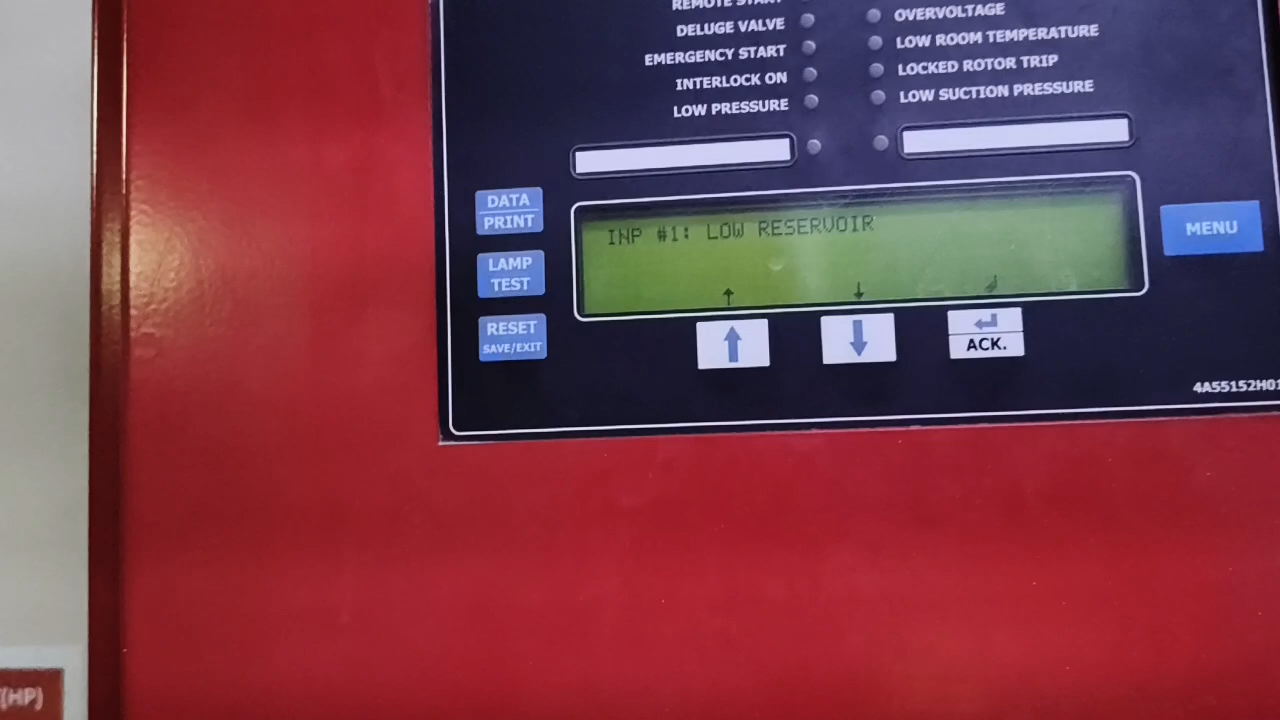 REMOTE START
DELUGE VALVE
EMERGENCY START
INTERLOCK ON
LOW PRESSURE
OVERVOLTAGE
LOW ROOM TEMPERATURE
LOCKED ROTOR TRIP
LOW SUCTION PRESSURE
DATA
PRINT
LAMP
TEST
RESET
SAVE/EXIT
INP #1: LOW RESERVOIR
↑ ↓ ↲
ACK.
MENU
4A55152H01
(HP)